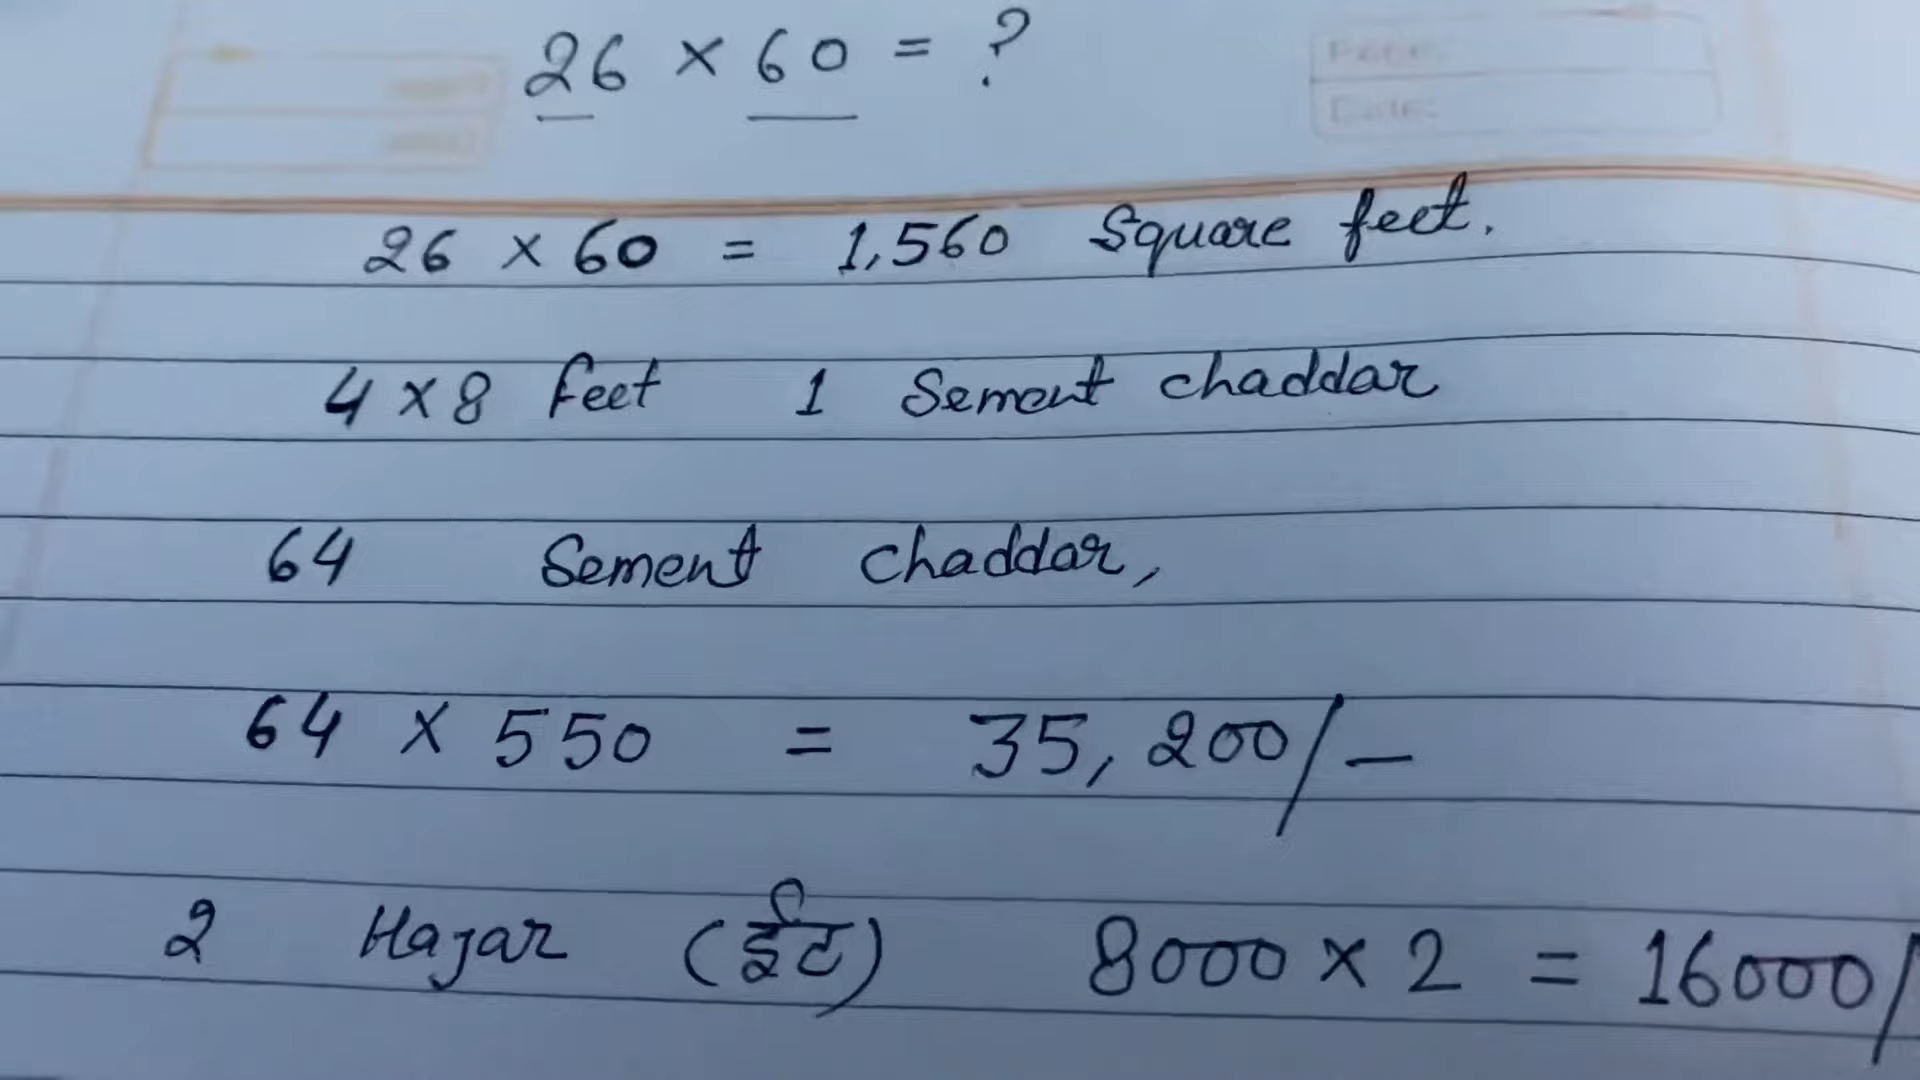 26 × 60 = ?
26 × 60 = 1,560 Square feet.
4 × 8 feet 1 Sement chaddar
64 Sement chaddar,
64 × 550 = 35,200/-
2 Hajar (ईंट) 8000 × 2 = 16000/